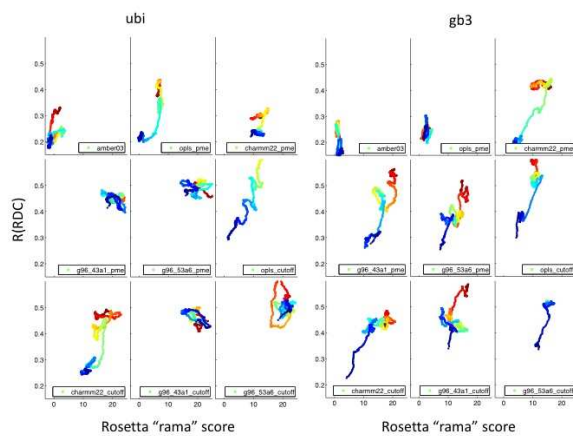 ubi
gb3
0.5
0.4
0.3
0.2
amber03
opls_pme
charmm22_pme
amber03
opls_pme
charmm22_pme
R(RDC)
0.5
0.4
0.3
0.2
g96_43a1_pme
g96_53a6_pme
opls_cutoff
g96_43a1_pme
g96_53a6_pme
opls_cutoff
0.5
0.4
0.3
0.2
charmm22_cutoff
g96_43a1_cutoff
g96_53a6_cutoff
charmm22_cutoff
g96_43a1_cutoff
g96_53a6_cutoff
0 10 20 0 10 20 0 10 20
0 10 20 0 10 20 0 10 20
Rosetta “rama” score
Rosetta “rama” score